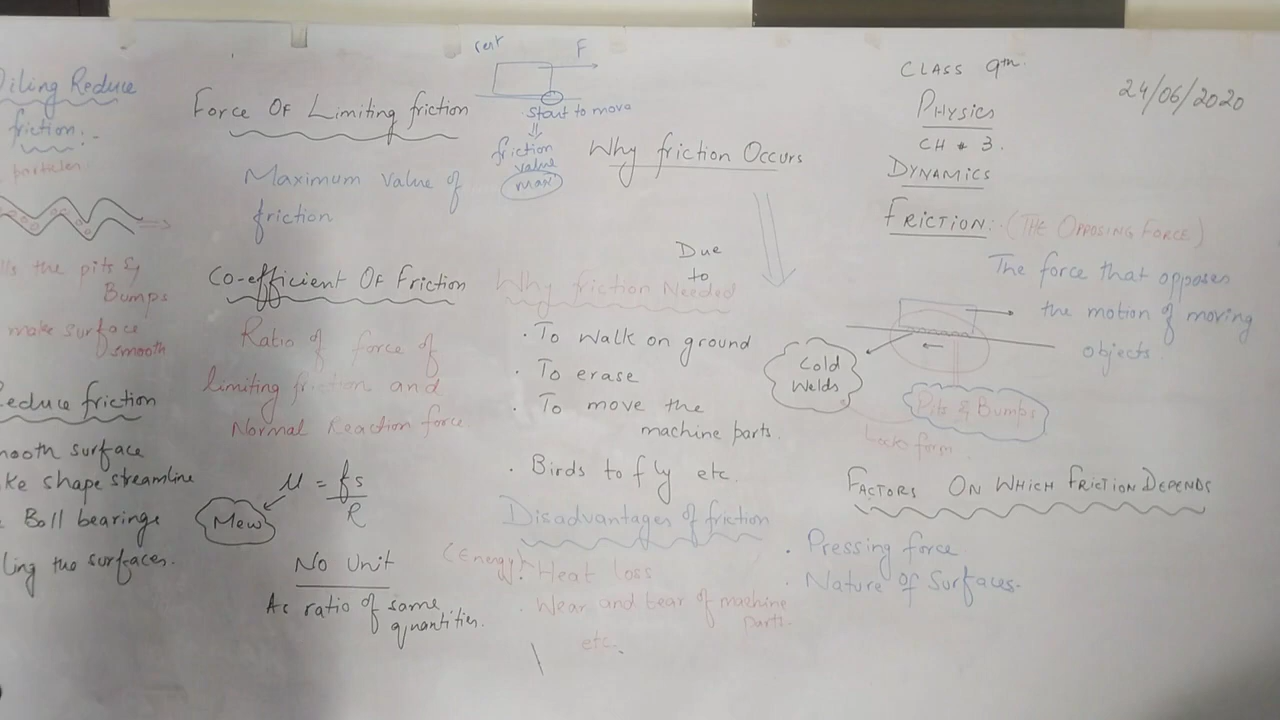 CLASS 9th.
24/06/2020
PHYSICS
CH # 3.
DYNAMICS
FRICTION: (THE OPPOSING FORCE)
The force that opposes
the motion of moving
objects.
Pits & Bumps
Cold
Welds
Locks form
FACTORS ON WHICH FRICTION DEPENDS
. Pressing force
. Nature of Surfaces.
Why friction Occurs
Due
to
Why friction Needed
. To walk on ground
. To erase
. To move the
machine parts.
. Birds to fly etc.
Disadvantages of friction
(Energy) . Heat loss
. Wear and tear of machine
parts.
etc.
rest
F
start to move
friction
value
max
Force Of Limiting friction
Maximum Value of
friction
Co-efficient Of Friction
Ratio of force of
limiting friction and
Normal Reaction force
μ = fs
R
Mew
No Unit
As ratio of same
quantities.
Oiling Reduce
friction:-
lls the pits &
Bumps
make surface
smooth
Reduce friction
mooth surface
ke shape streamline
Ball bearings
ling the surfaces.